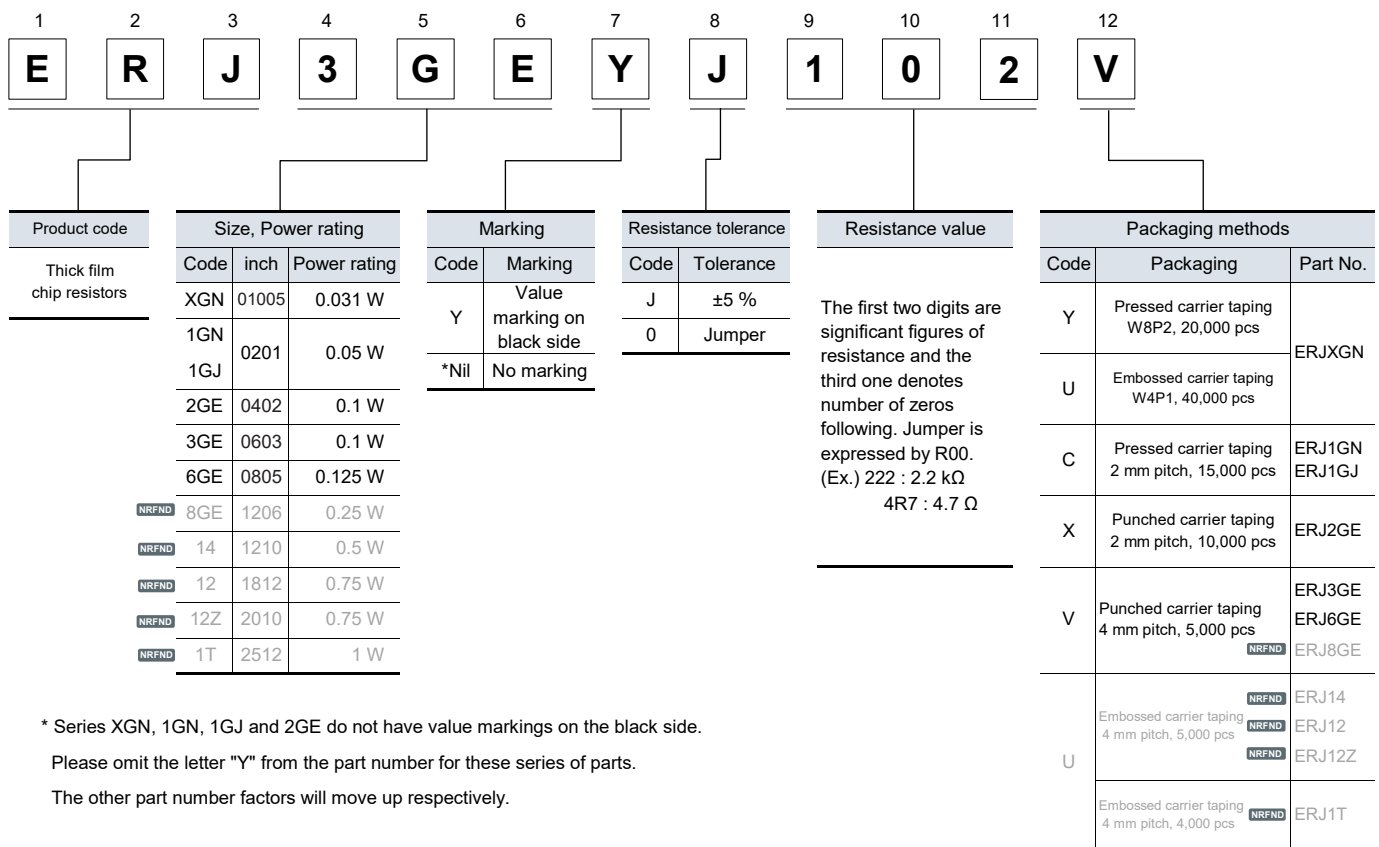 1 2 3 4 5 6 7 8 9 10 11 12
E R J 3 G E Y J 1 0 2 V
Product code
Thick film
chip resistors
Size, Power rating
Code inch Power rating
XGN 01005 0.031 W
1GN
0201 0.05 W
1GJ
2GE 0402 0.1 W
3GE 0603 0.1 W
6GE 0805 0.125 W
NRFND 8GE 1206 0.25 W
NRFND 14 1210 0.5 W
NRFND 12 1812 0.75 W
NRFND 12Z 2010 0.75 W
NRFND 1T 2512 1 W
Marking
Code Marking
Y Value
marking on
black side
*Nil No marking
Resistance tolerance
Code Tolerance
J ±5 %
0 Jumper
Resistance value
The first two digits are
significant figures of
resistance and the
third one denotes
number of zeros
following. Jumper is
expressed by R00.
(Ex.) 222 : 2.2 kΩ
4R7 : 4.7 Ω
Packaging methods
Code Packaging Part No.
Y Pressed carrier taping
W8P2, 20,000 pcs
ERJXGN
U Embossed carrier taping
W4P1, 40,000 pcs
C Pressed carrier taping ERJ1GN
2 mm pitch, 15,000 pcs ERJ1GJ
X Punched carrier taping
2 mm pitch, 10,000 pcs ERJ2GE
V Punched carrier taping
4 mm pitch, 5,000 pcs
ERJ3GE
ERJ6GE
NRFND ERJ8GE
U Embossed carrier taping
4 mm pitch, 5,000 pcs
NRFND ERJ14
NRFND ERJ12
NRFND ERJ12Z
Embossed carrier taping
4 mm pitch, 4,000 pcs
NRFND ERJ1T
* Series XGN, 1GN, 1GJ and 2GE do not have value markings on the black side.
Please omit the letter "Y" from the part number for these series of parts.
The other part number factors will move up respectively.